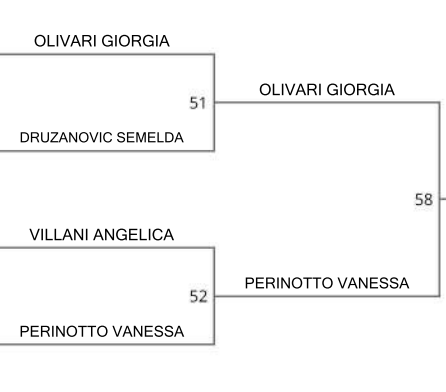 OLIVARI GIORGIA
51
OLIVARI GIORGIA
DRUZANOVIC SEMELDA
58
VILLANI ANGELICA
52
PERINOTTO VANESSA
PERINOTTO VANESSA